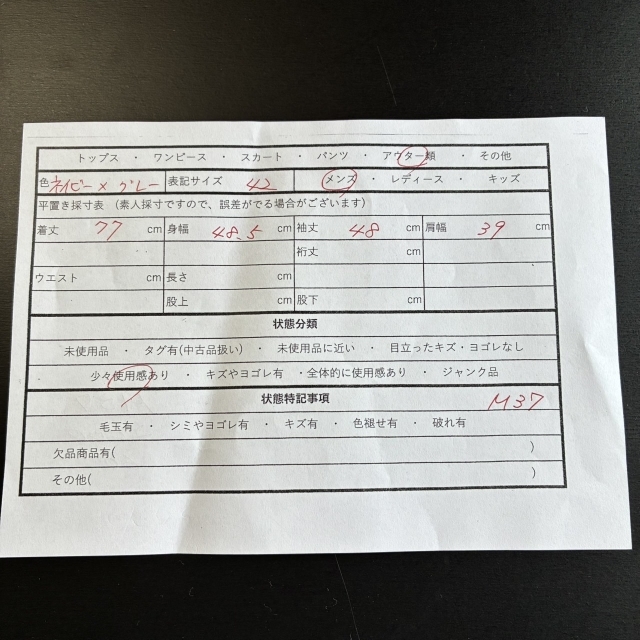 トップス ・ ワンピース ・ スカート ・ パンツ ・ アウター類 ・ その他
色 ネイビー×グレー 表記サイズ 42 メンズ ・ レディース ・ キッズ
平置き採寸表 (素人採寸ですので、誤差がでる場合がございます)
着丈 77 cm 身幅 48.5 cm 袖丈 48 cm 肩幅 39 cm
裄丈 cm
ウエスト cm 長さ cm
股上 cm 股下 cm
状態分類
未使用品 ・ タグ有(中古品扱い) ・ 未使用品に近い ・ 目立ったキズ・ヨゴレなし
少々使用感あり ・ キズやヨゴレ有 ・全体的に使用感あり ・ ジャンク品
状態特記事項 M37
毛玉有 ・ シミやヨゴレ有 ・ キズ有 ・ 色褪せ有 ・ 破れ有
欠品商品有( )
その他( )